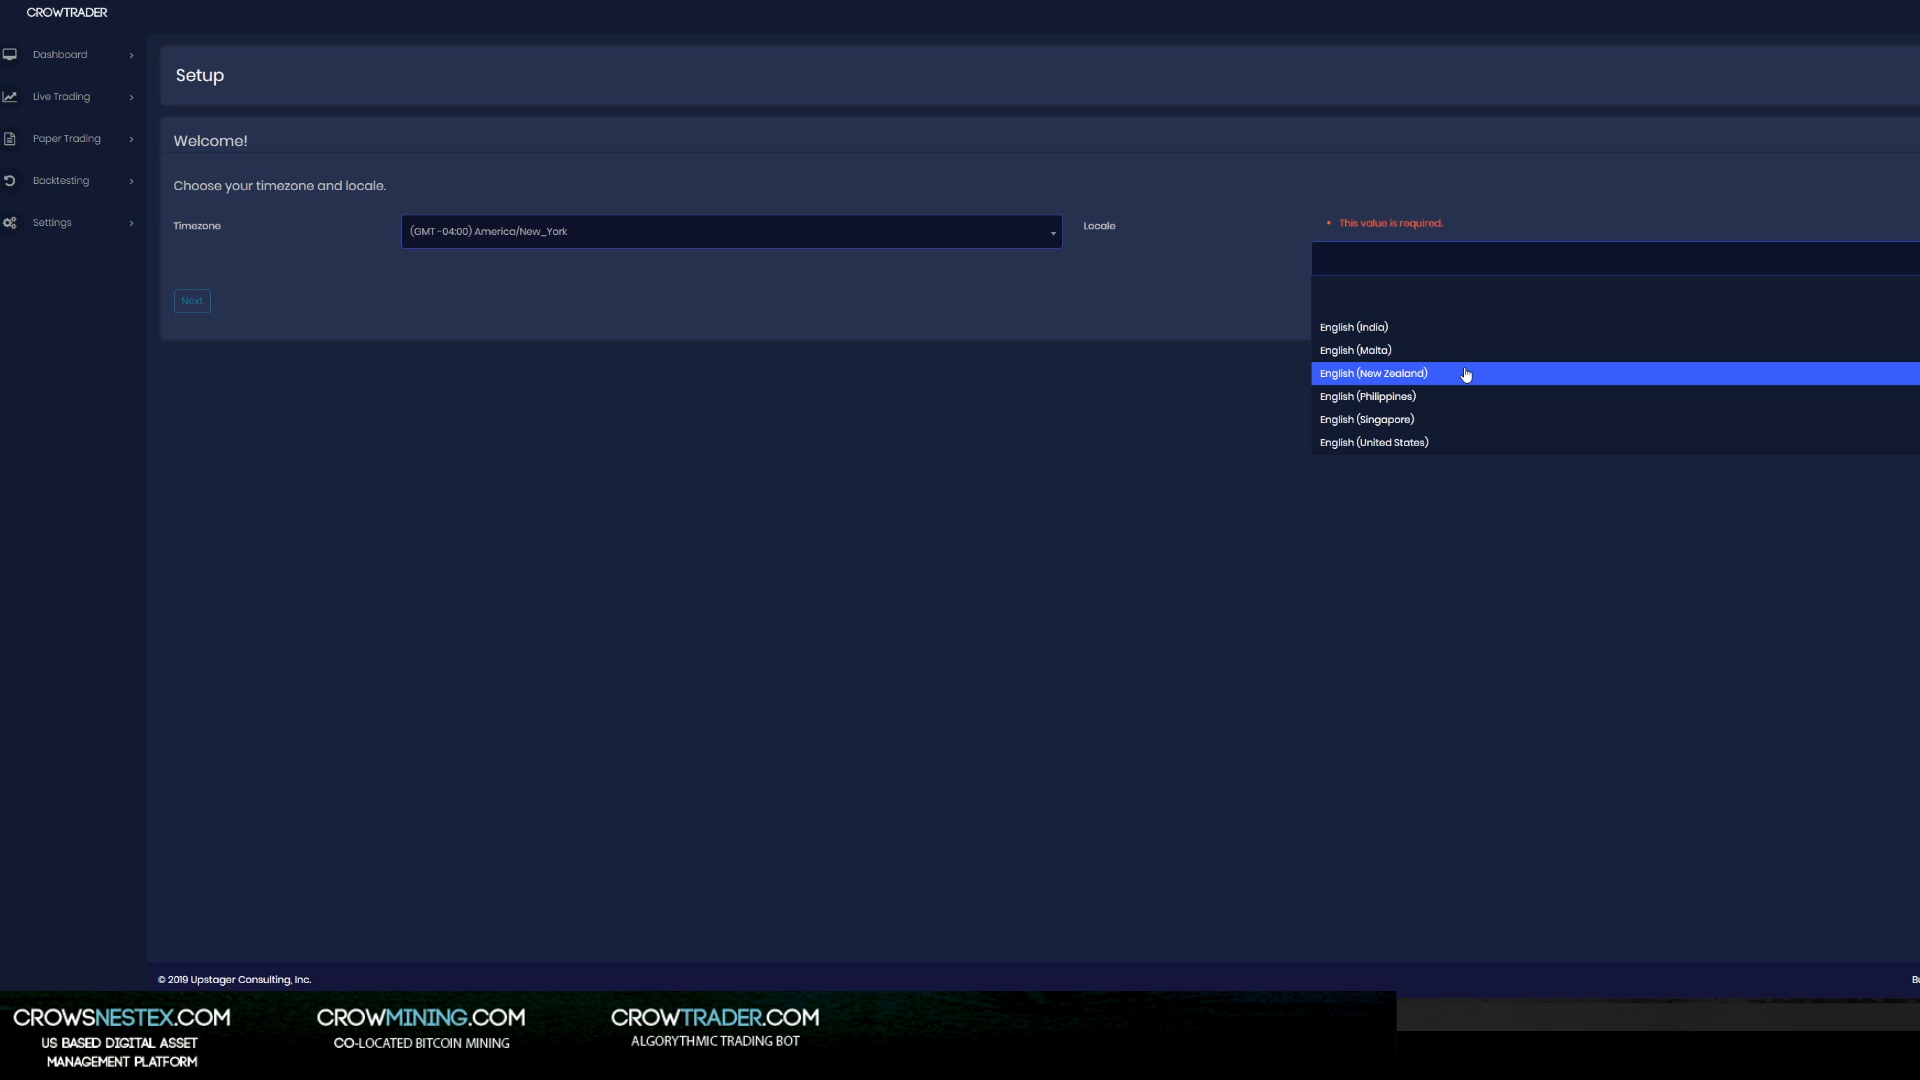 CROWTRADER
Dashboard
Live Trading
Paper Trading
Backtesting
Settings
Setup
Welcome!
Choose your timezone and locale.
Timezone
(GMT -04:00) America/New_York
Locale
This value is required.
Next
English (India)
English (Malta)
English (New Zealand)
English (Philippines)
English (Singapore)
English (United States)
© 2019 Upstager Consulting, Inc.
CROWSNESTEX.COM
US BASED DIGITAL ASSET
MANAGEMENT PLATFORM
CROWMINING.COM
CO-LOCATED BITCOIN MINING
CROWTRADER.COM
ALGORYTHMIC TRADING BOT